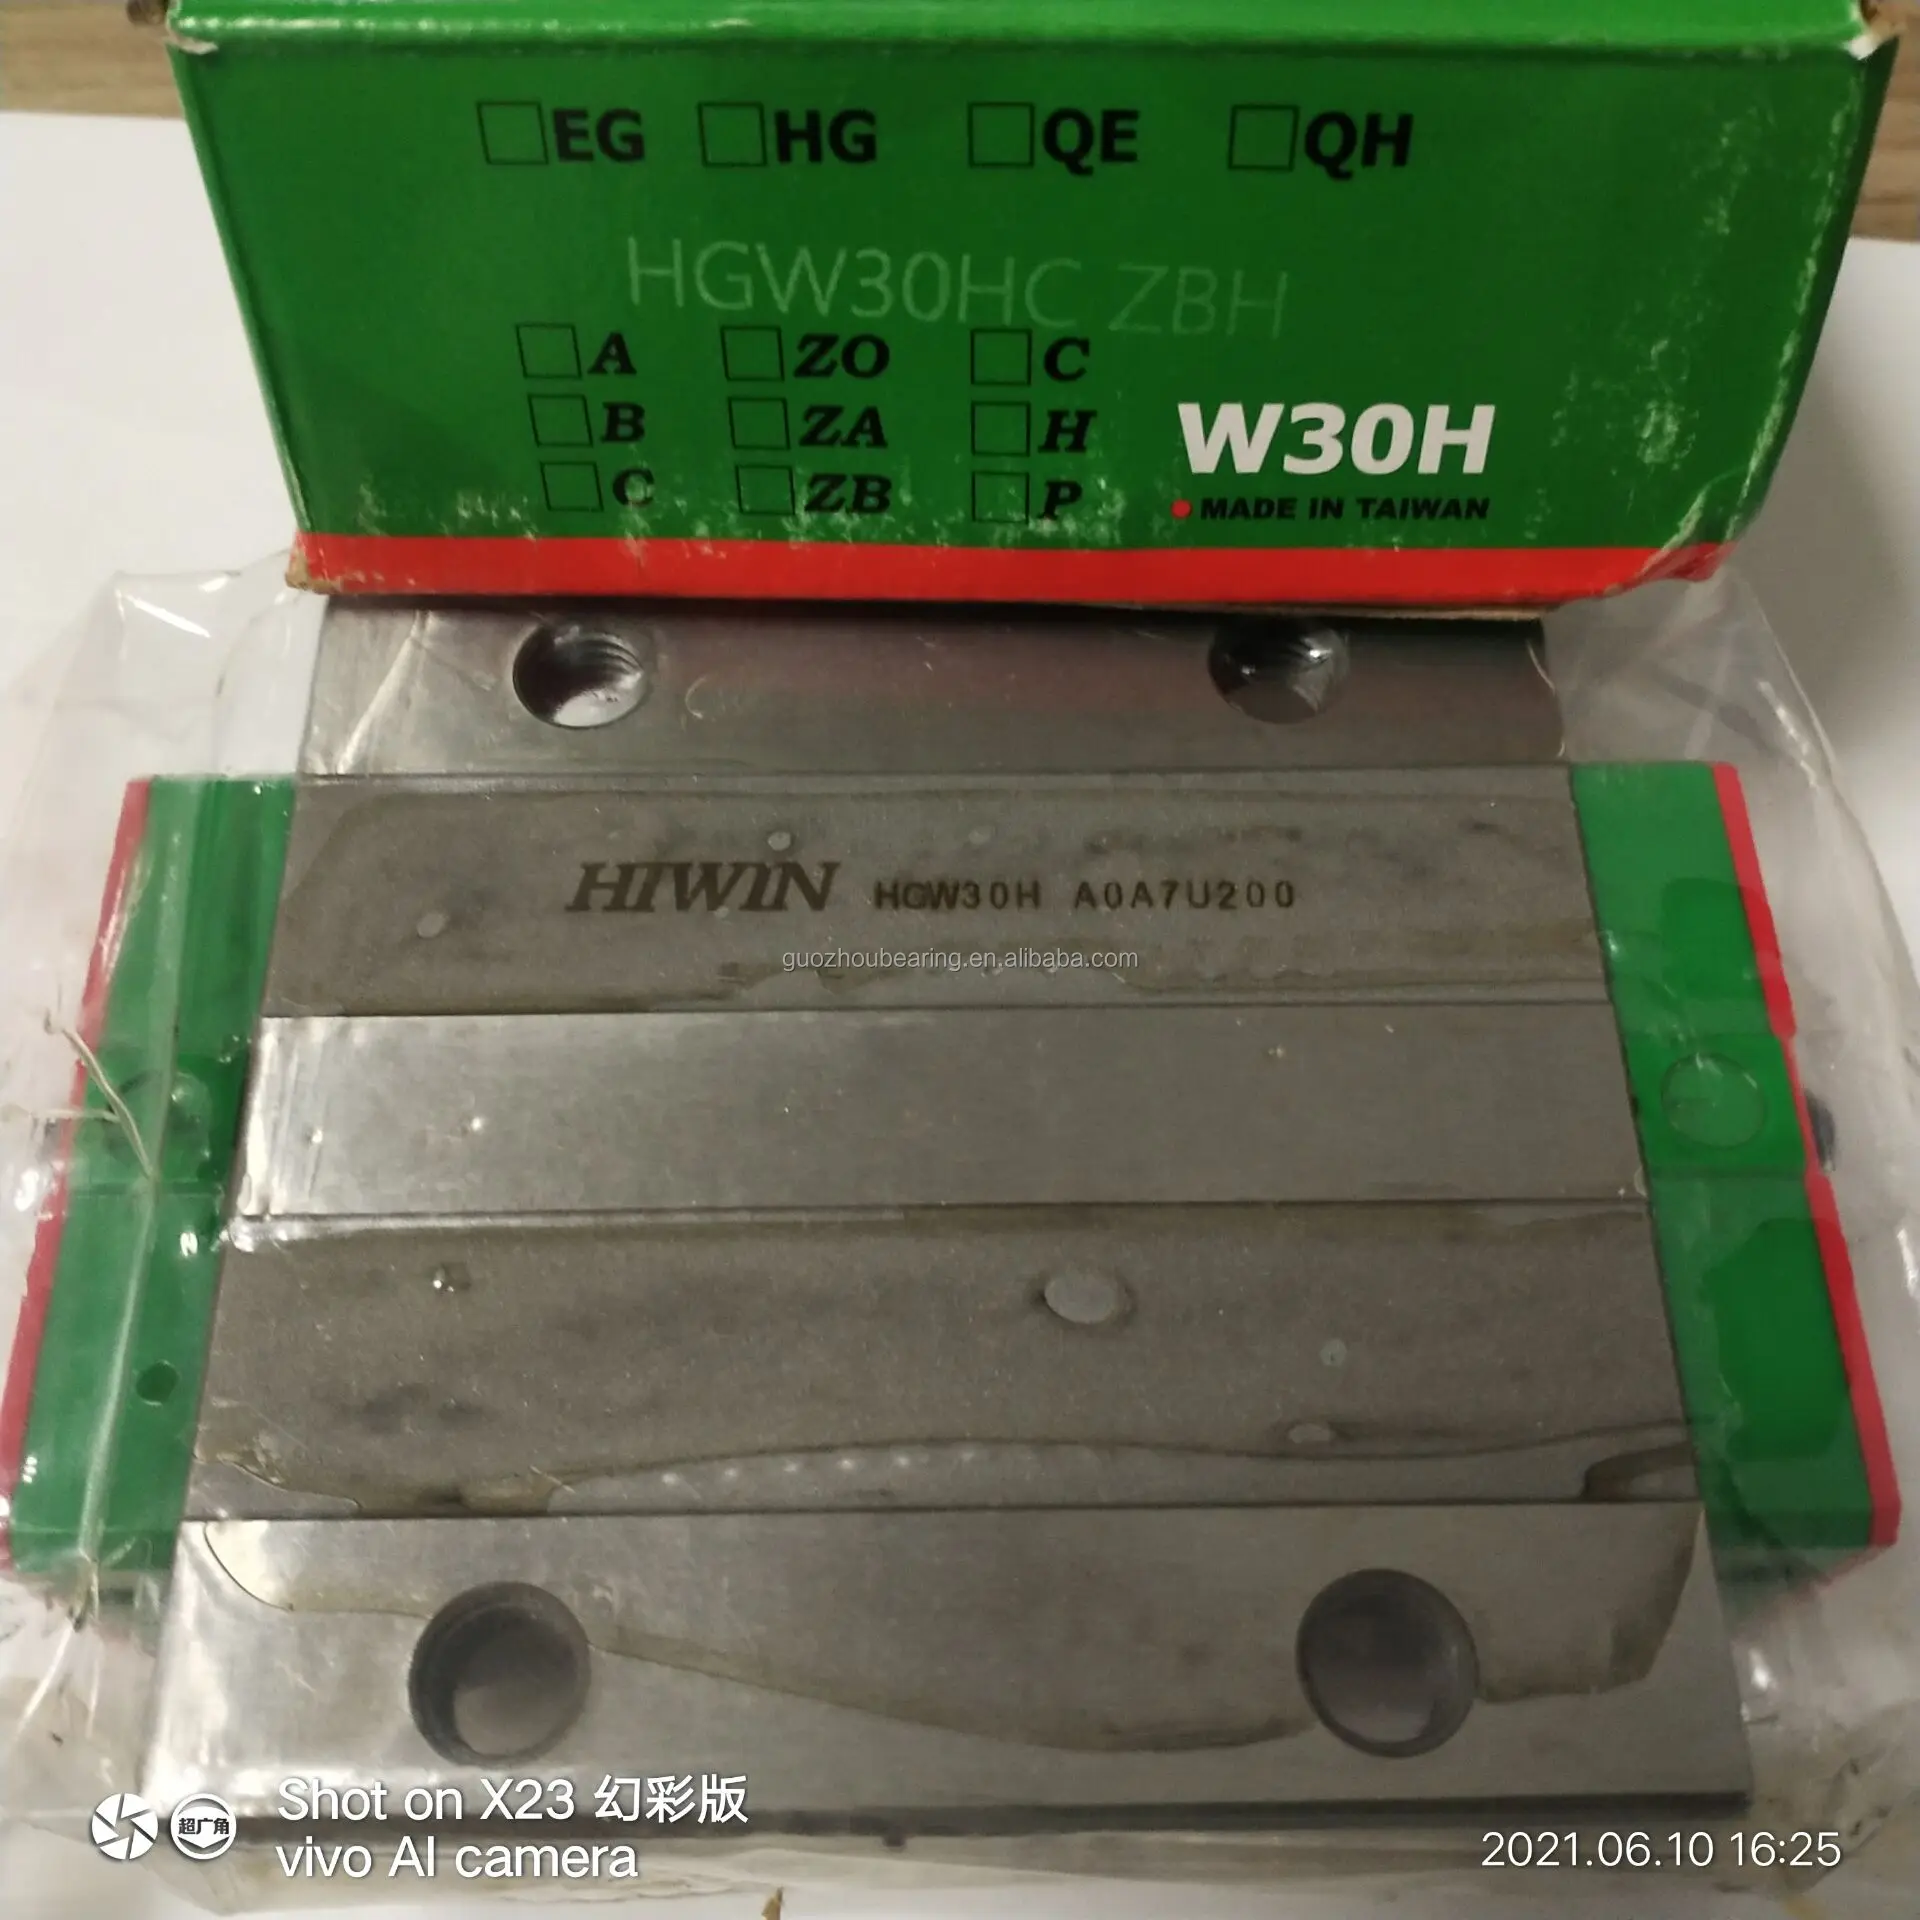 EG HG QE QH
HGW30HC ZBH
A ZO C
B ZA H
C ZB P
W30H
MADE IN TAIWAN
HIWIN HGW30H A0A7U200
guozhoubearing.en.alibaba.com
Shot on X23 幻彩版
超广角
vivo AI camera
2021.06.10 16:25